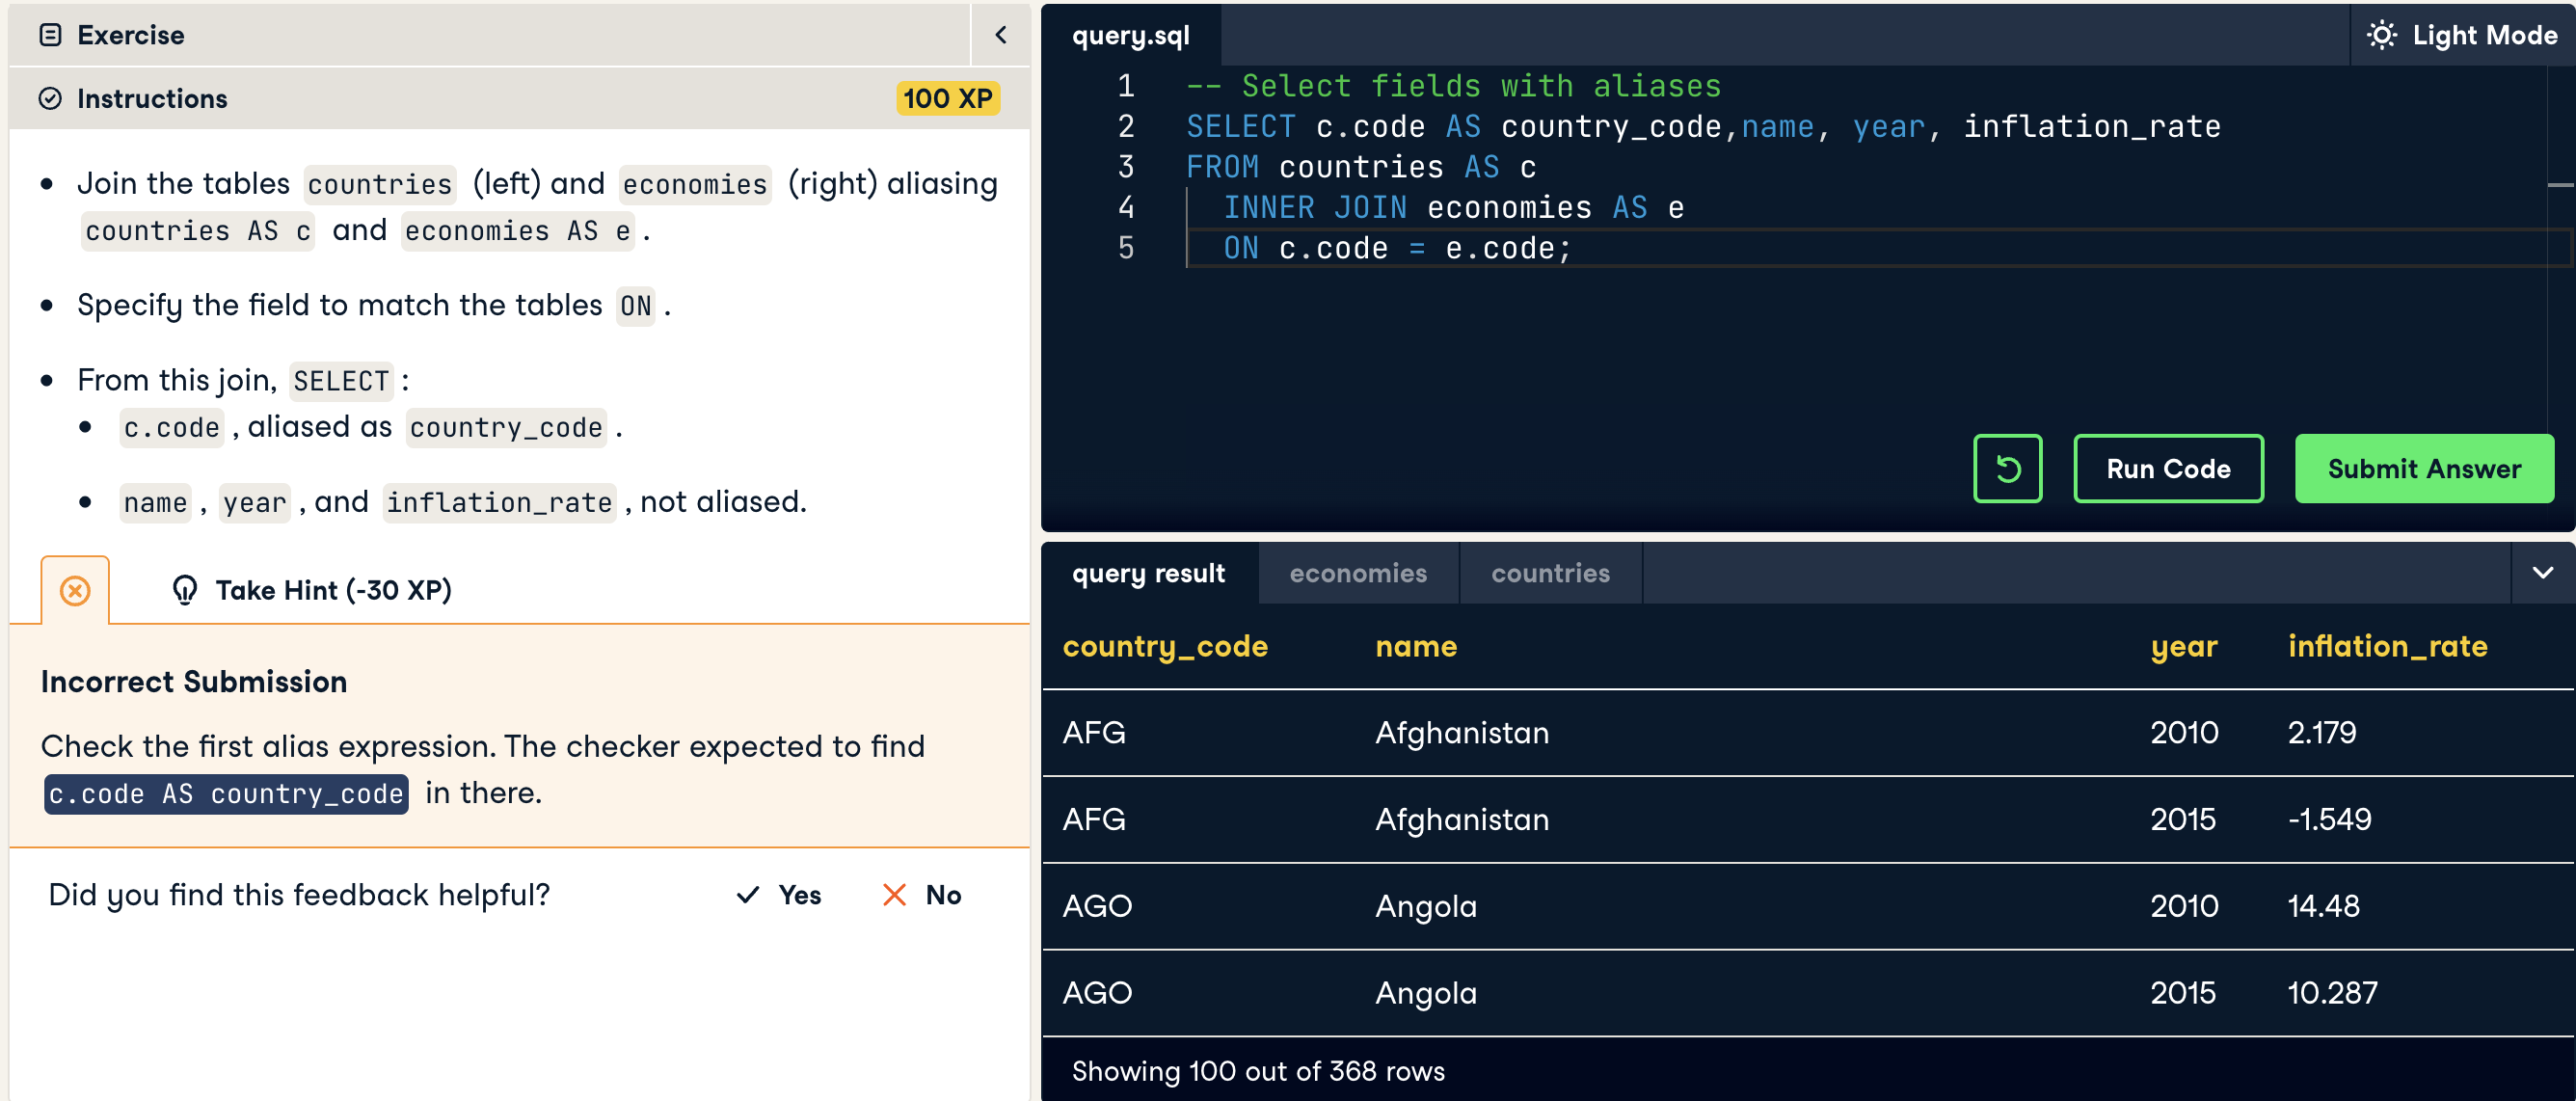 Exercise
Instructions
100 XP
Join the tables countries (left) and economies (right) aliasing
countries AS c and economies AS e.
Specify the field to match the tables ON.
From this join, SELECT:
c.code, aliased as country_code.
name, year, and inflation_rate, not aliased.
Take Hint (-30 XP)
Incorrect Submission
Check the first alias expression. The checker expected to find
c.code AS country_code in there.
Did you find this feedback helpful?
Yes
No
query.sql
Light Mode
1 -- Select fields with aliases
2 SELECT c.code AS country_code,name, year, inflation_rate
3 FROM countries AS c
4 INNER JOIN economies AS e
5 ON c.code = e.code;
Run Code
Submit Answer
query result economies countries
country_code name year inflation_rate
AFG Afghanistan 2010 2.179
AFG Afghanistan 2015 -1.549
AGO Angola 2010 14.48
AGO Angola 2015 10.287
Showing 100 out of 368 rows